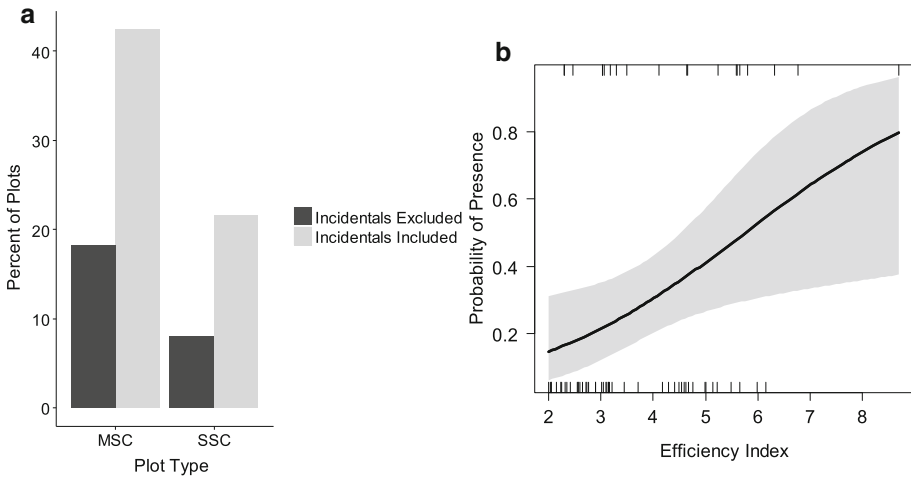 a
40
30
20
10
0
Percent of Plots
MSC
SSC
Plot Type
Incidentals Excluded
Incidentals Included
b
0.8
0.6
0.4
0.2
Probability of Presence
2 3 4 5 6 7 8
Efficiency Index